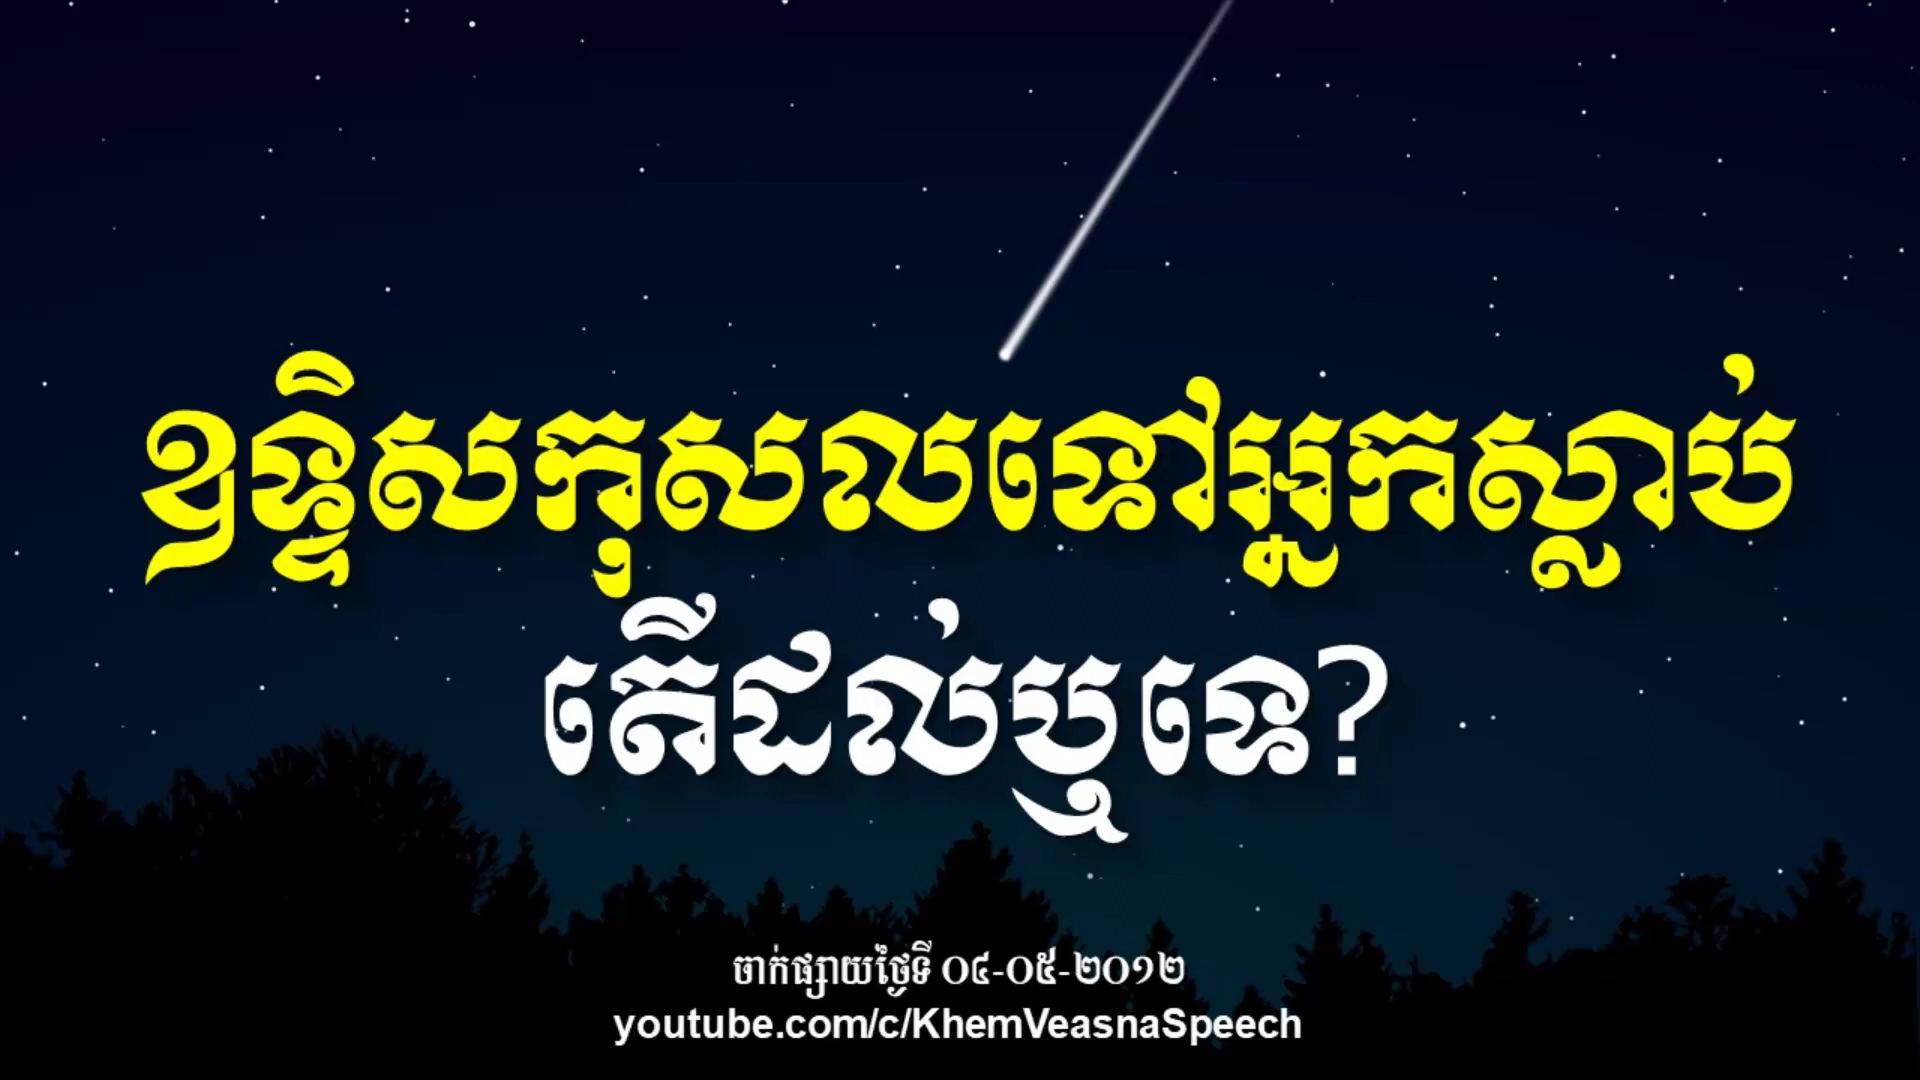 ឧទ្ទិសកុសលទៅអ្នកស្លាប់
តើដល់ឬទេ?
ចាក់ផ្សាយថ្ងៃទី ០៤-០៥-២០១២
youtube.com/c/KhemVeasnaSpeech